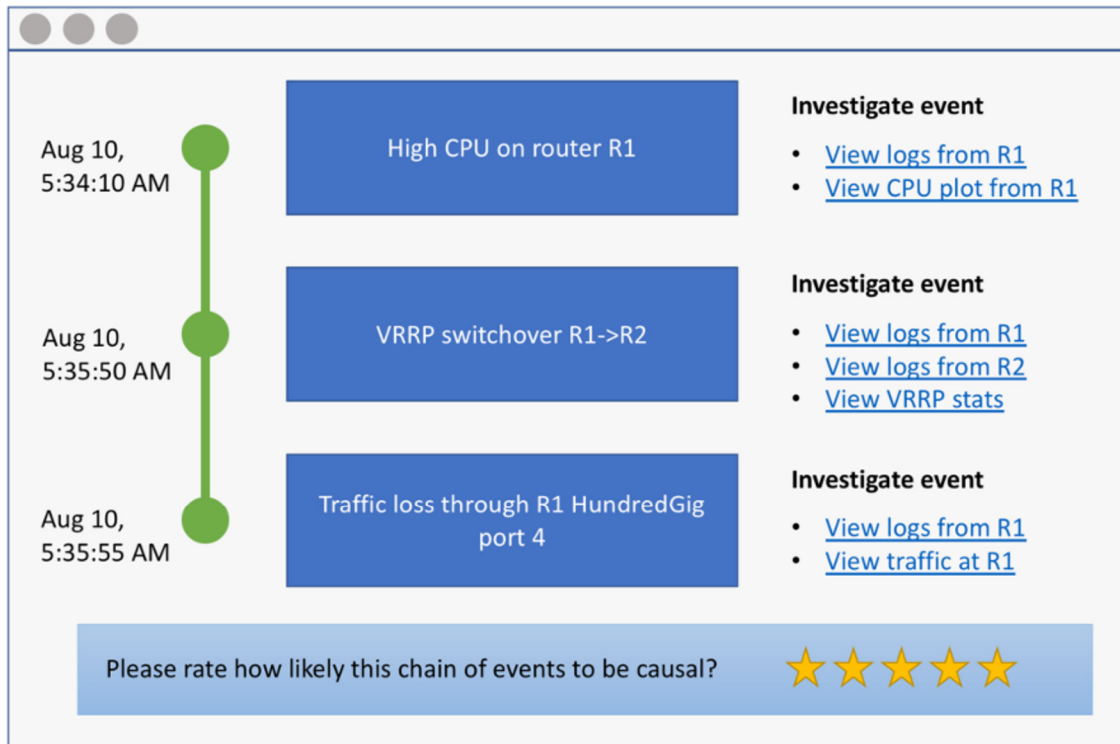 Aug 10,
5:34:10 AM
High CPU on router R1
Investigate event
• View logs from R1
• View CPU plot from R1
Aug 10,
5:35:50 AM
VRRP switchover R1->R2
Investigate event
• View logs from R1
• View logs from R2
• View VRRP stats
Aug 10,
5:35:55 AM
Traffic loss through R1 HundredGig
port 4
Investigate event
• View logs from R1
• View traffic at R1
Please rate how likely this chain of events to be causal?